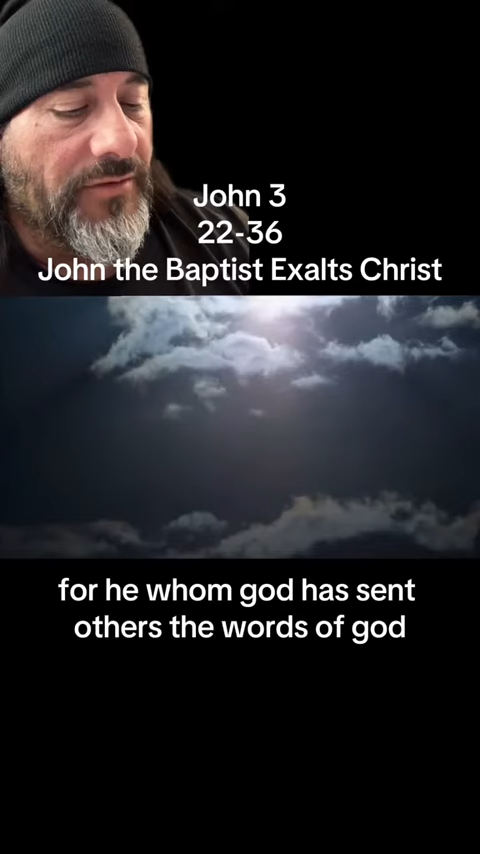 John 3
22-36
John the Baptist Exalts Christ
for he whom god has sent
others the words of god